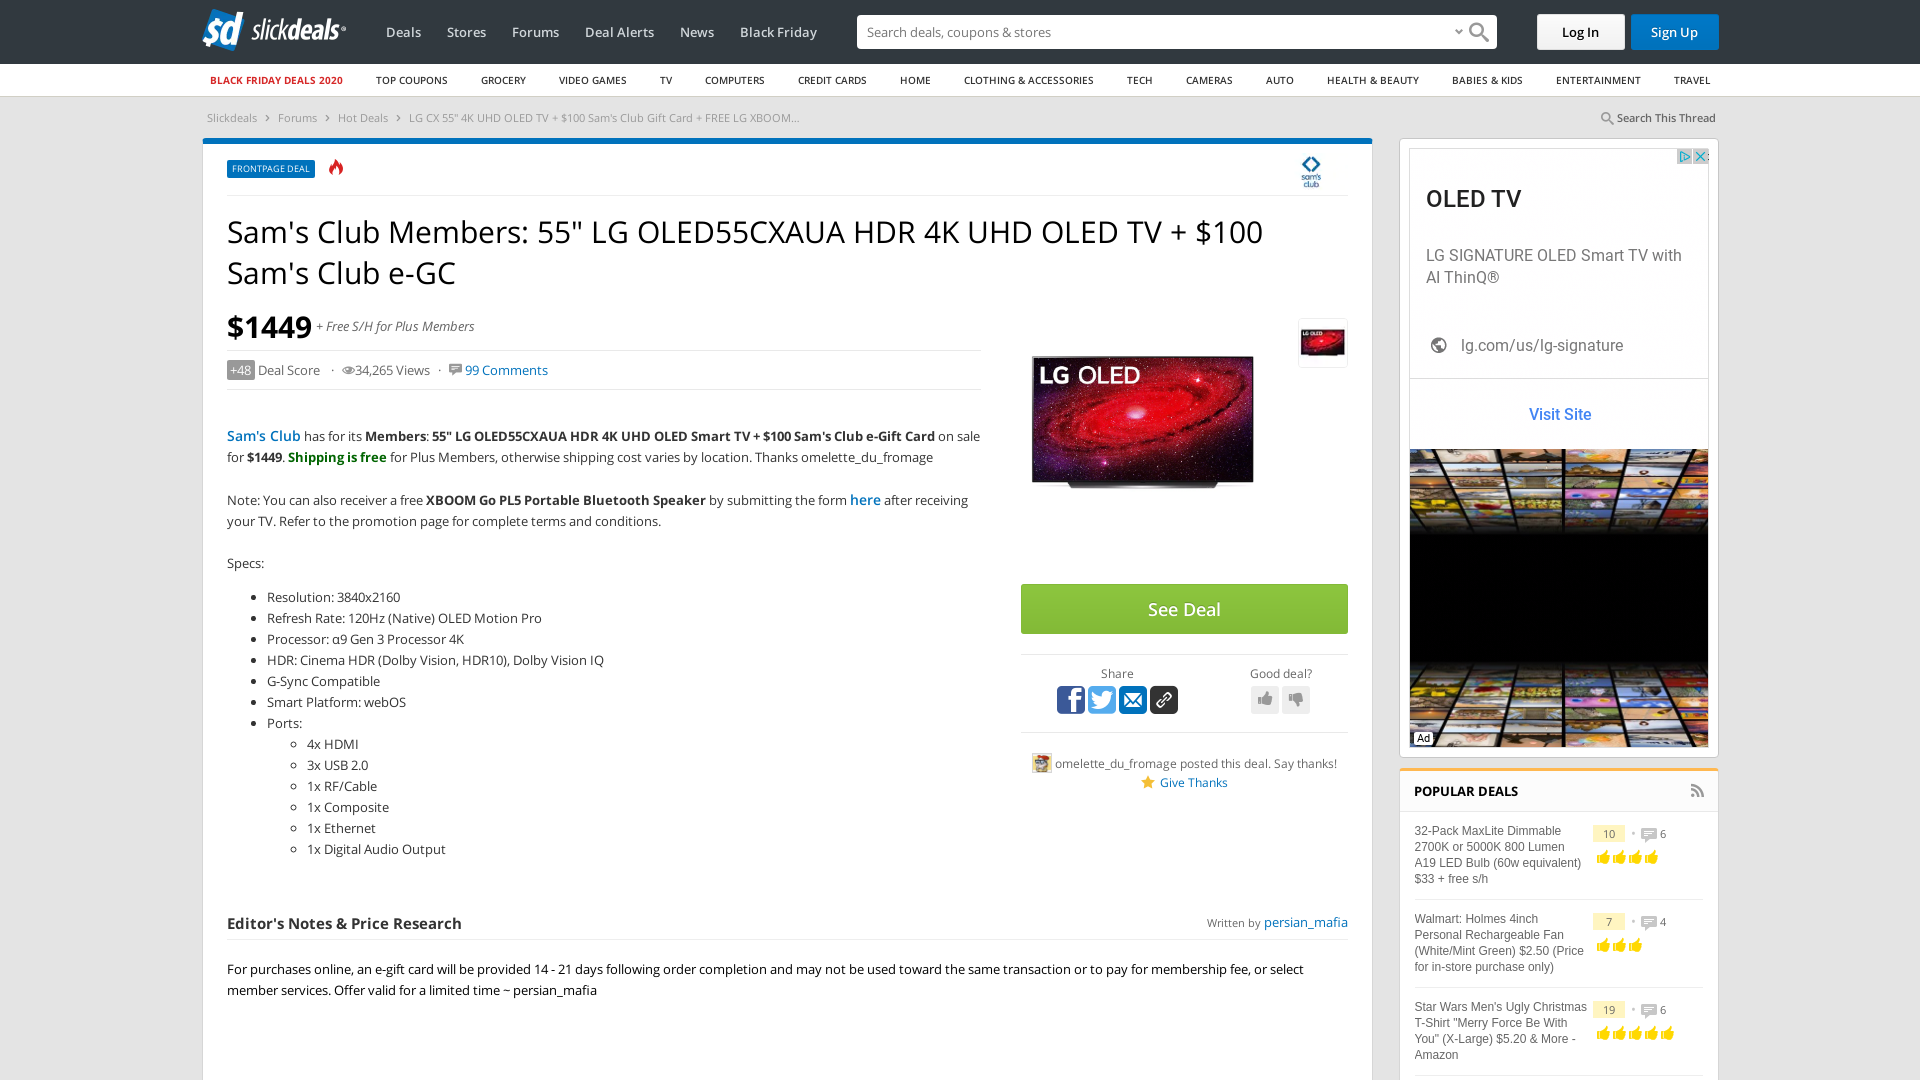 slickdeals
Deals
Stores
Forums
Deal Alerts
News
Black Friday
Search deals, coupons & stores
Log In
Sign Up
BLACK FRIDAY DEALS 2020
TOP COUPONS
GROCERY
VIDEO GAMES
TV
COMPUTERS
CREDIT CARDS
HOME
CLOTHING & ACCESSORIES
TECH
CAMERAS
AUTO
HEALTH & BEAUTY
BABIES & KIDS
ENTERTAINMENT
TRAVEL
Slickdeals › Forums › Hot Deals › LG CX 55" 4K UHD OLED TV + $100 Sam's Club Gift Card + FREE LG XBOOM...
Search This Thread
FRONTPAGE DEAL
sam's
club
Sam's Club Members: 55" LG OLED55CXAUA HDR 4K UHD OLED TV + $100
Sam's Club e-GC
$1449 + Free S/H for Plus Members
+48 Deal Score · 34,265 Views · 99 Comments
Sam's Club has for its Members: 55" LG OLED55CXAUA HDR 4K UHD OLED Smart TV + $100 Sam's Club e-Gift Card on sale
for $1449. Shipping is free for Plus Members, otherwise shipping cost varies by location. Thanks omelette_du_fromage
Note: You can also receiver a free XBOOM Go PL5 Portable Bluetooth Speaker by submitting the form here after receiving
your TV. Refer to the promotion page for complete terms and conditions.
Specs:
Resolution: 3840x2160
Refresh Rate: 120Hz (Native) OLED Motion Pro
Processor: α9 Gen 3 Processor 4K
HDR: Cinema HDR (Dolby Vision, HDR10), Dolby Vision IQ
G-Sync Compatible
Smart Platform: webOS
Ports:
4x HDMI
3x USB 2.0
1x RF/Cable
1x Composite
1x Ethernet
1x Digital Audio Output
LG OLED
LG OLED
See Deal
Share
Good deal?
omelette_du_fromage posted this deal. Say thanks!
Give Thanks
Editor's Notes & Price Research
Written by persian_mafia
For purchases online, an e-gift card will be provided 14 - 21 days following order completion and may not be used toward the same transaction or to pay for membership fee, or select
member services. Offer valid for a limited time ~ persian_mafia
OLED TV
LG SIGNATURE OLED Smart TV with
AI ThinQ®
lg.com/us/lg-signature
Visit Site
Ad
POPULAR DEALS
32-Pack MaxLite Dimmable
2700K or 5000K 800 Lumen
A19 LED Bulb (60w equivalent)
$33 + free s/h
10 • 6
Walmart: Holmes 4inch
Personal Rechargeable Fan
(White/Mint Green) $2.50 (Price
for in-store purchase only)
7 • 4
Star Wars Men's Ugly Christmas
T-Shirt "Merry Force Be With
You" (X-Large) $5.20 & More -
Amazon
19 • 6